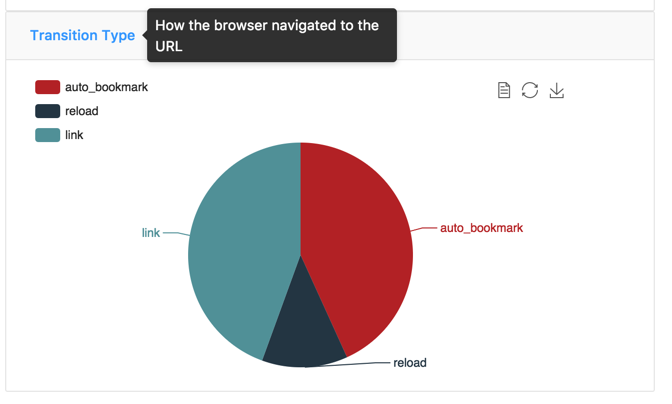 Transition Type
How the browser navigated to the
URL
auto_bookmark
reload
link
link
auto_bookmark
reload